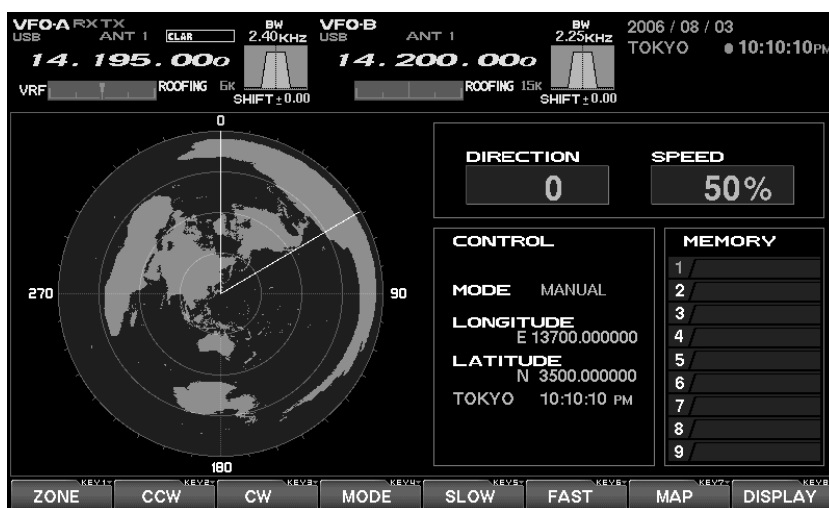 VFO-A RX TX
USB ANT 1 CLAR
BW
2.40KHZ
14.195.000
VRF
ROOFING 6K
SHIFT±0.00
VFO-B
USB ANT 1
BW
2.25KHZ
14.200.000
ROOFING 15K
SHIFT±0.00
2006 / 08 / 03
TOKYO 10:10:10PM
0
270
90
180
DIRECTION
0
SPEED
50%
CONTROL
MODE MANUAL
LONGITUDE
E 13700.000000
LATITUDE
N 3500.000000
TOKYO 10:10:10 PM
MEMORY
1
2
3
4
5
6
7
8
9
KEY1 KEY2 KEY3 KEY4 KEY5 KEY6 KEY7 KEY8
ZONE CCW CW MODE SLOW FAST MAP DISPLAY